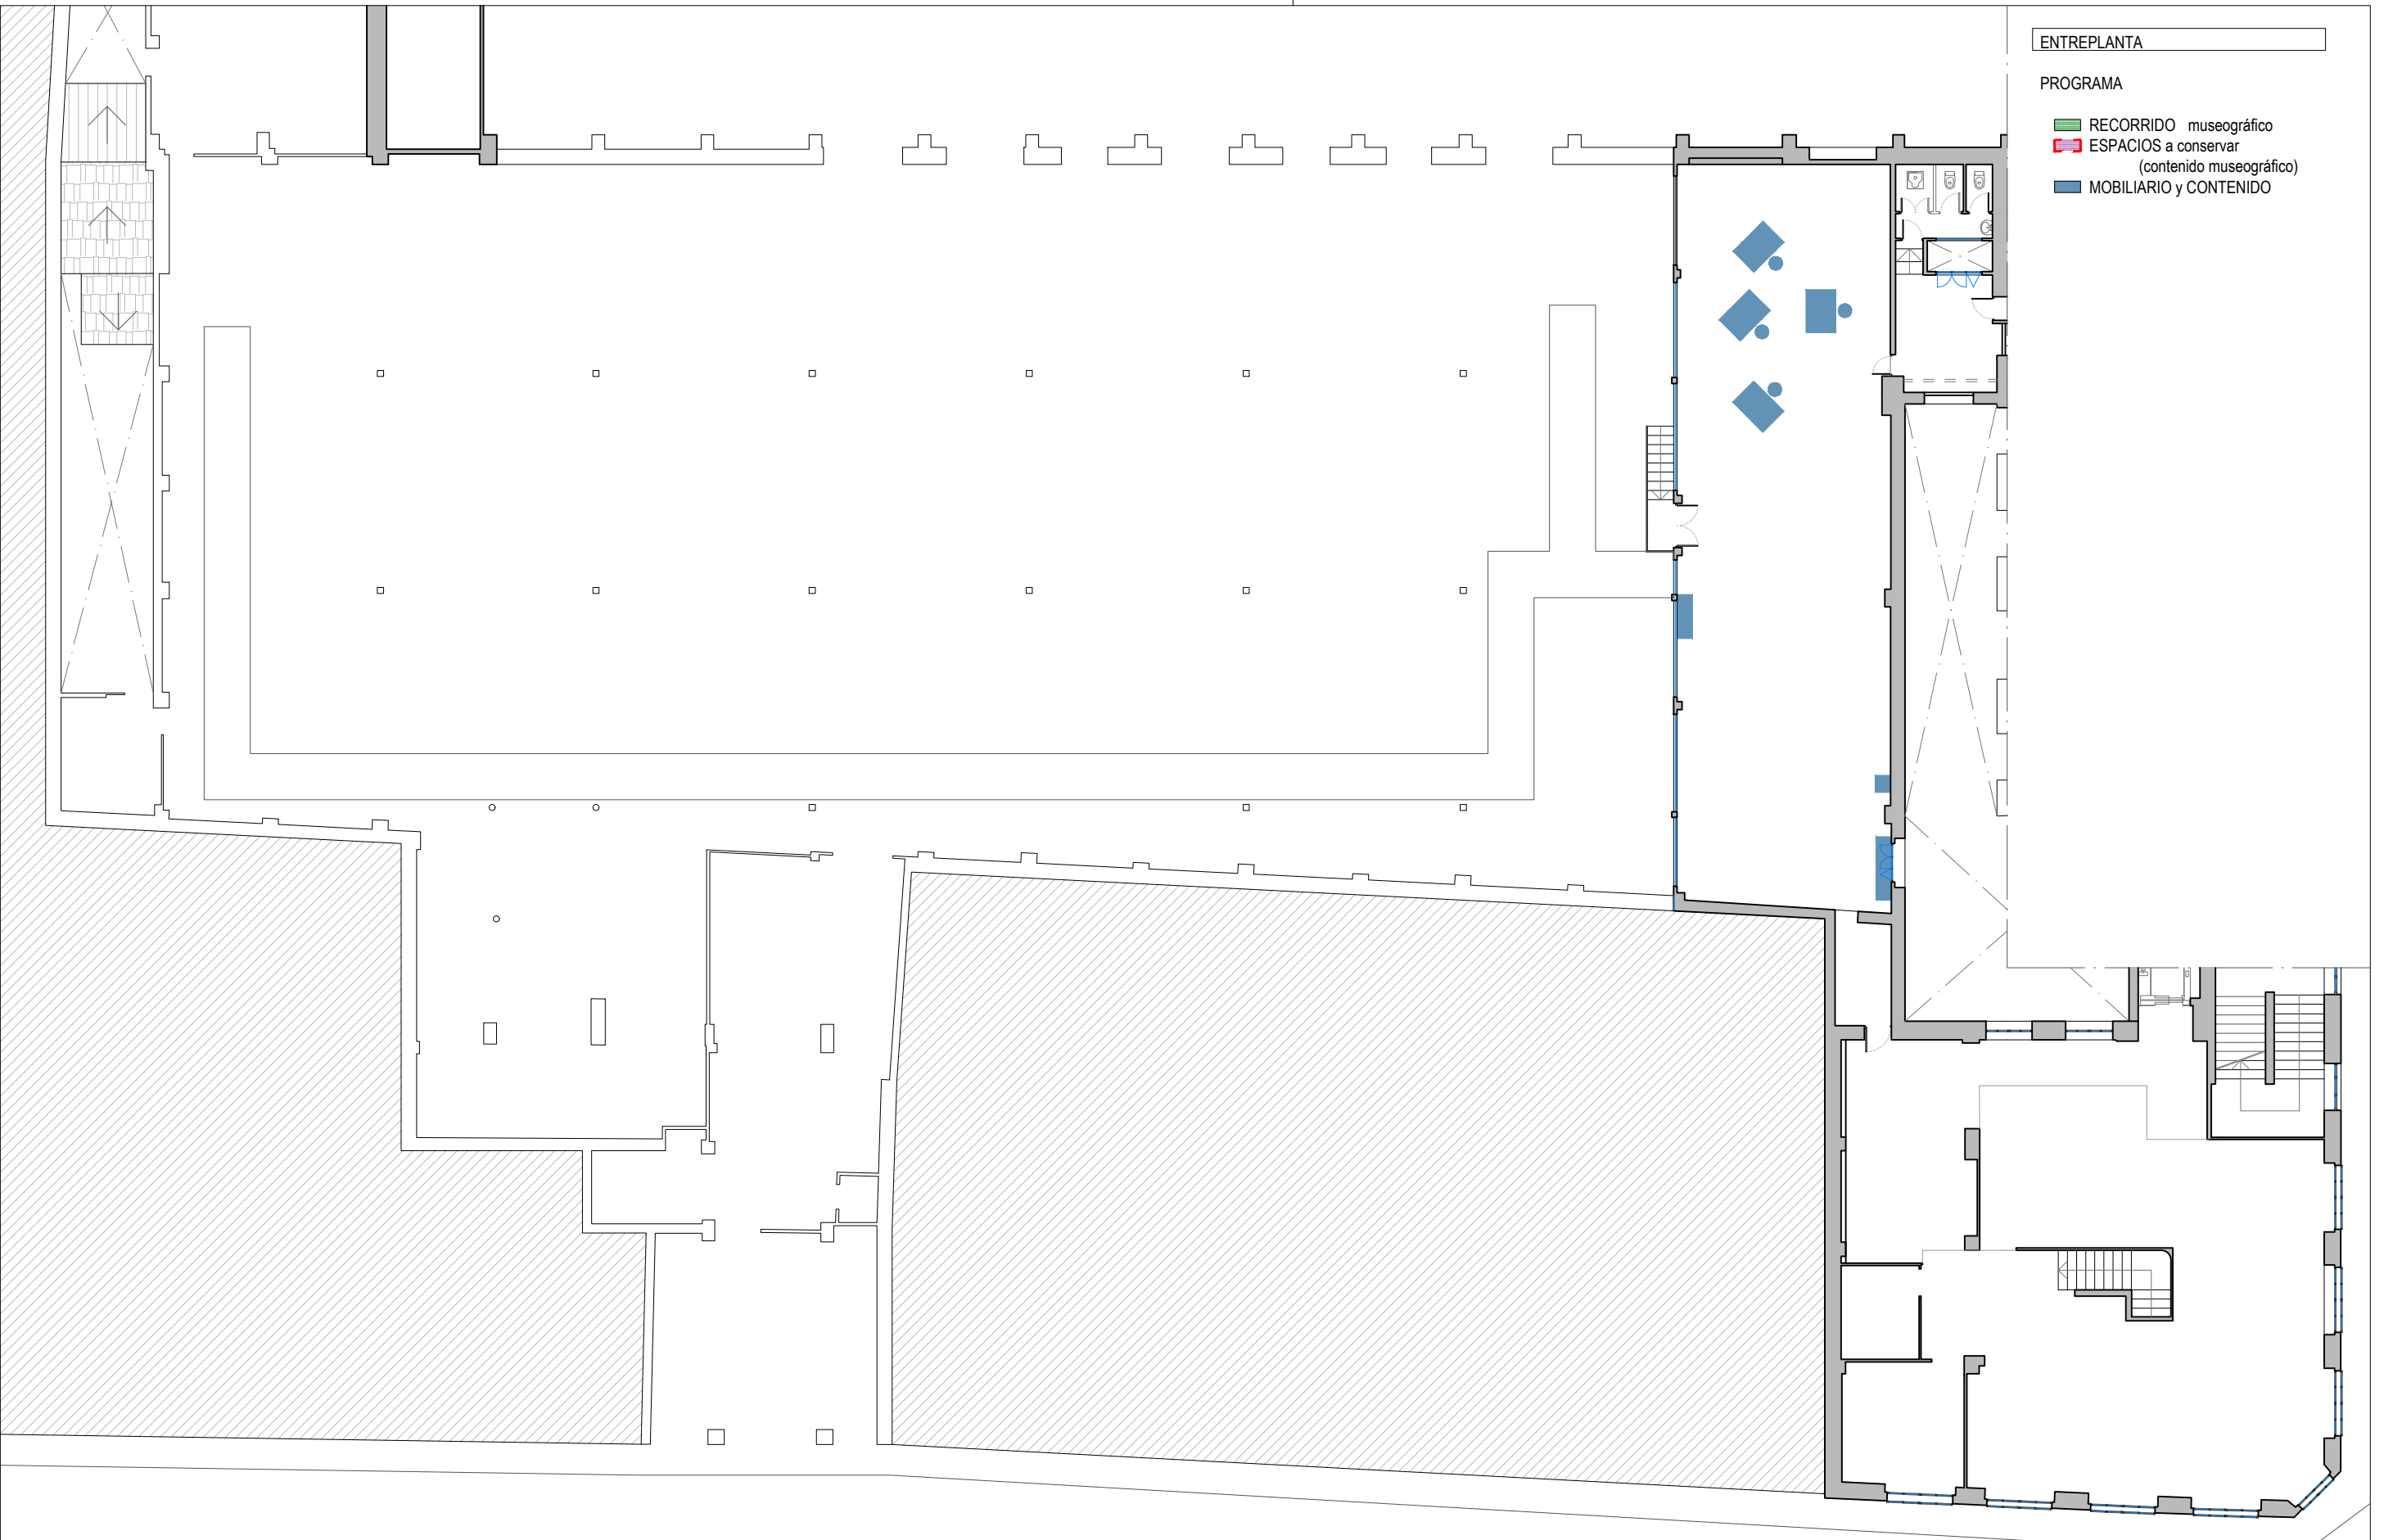 ENTREPLANTA
PROGRAMA
RECORRIDO museográfico
ESPACIOS a conservar
(contenido museográfico)
MOBILIARIO y CONTENIDO